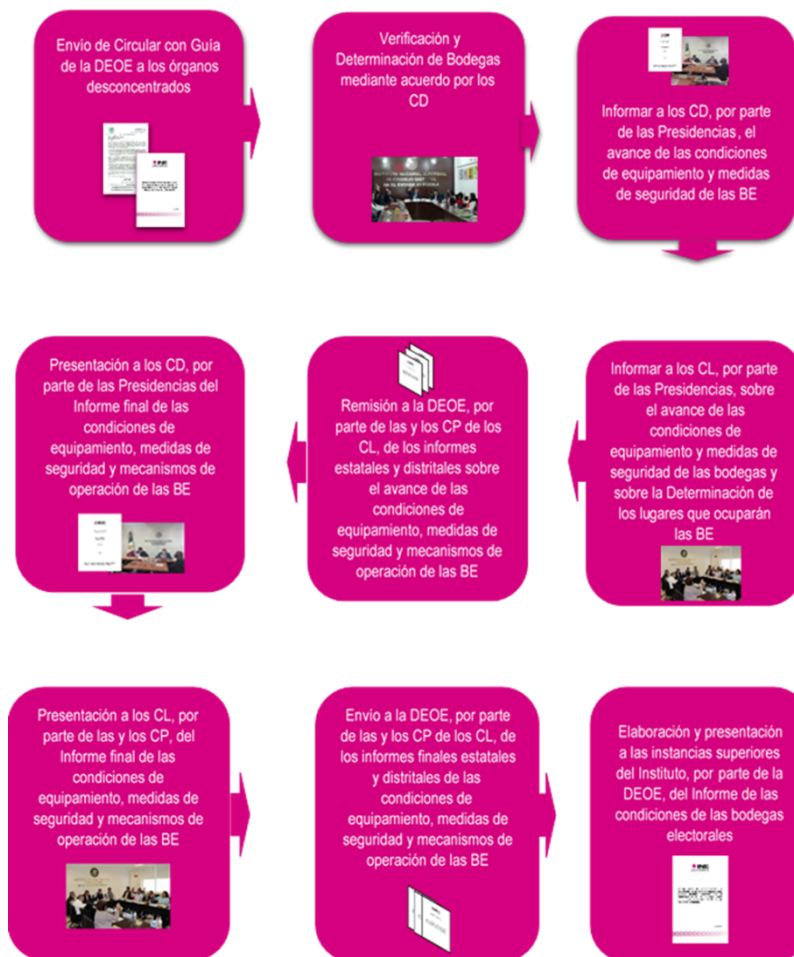 Envío de Circular con Guía
de la DEOE a los órganos
desconcentrados
Verificación y
Determinación de Bodegas
mediante acuerdo por los
CD
Informar a los CD, por parte
de las Presidencias, el
avance de las condiciones
de equipamiento y medidas
de seguridad de las BE
Informar a los CL, por parte
de las Presidencias, sobre
el avance de las
condiciones de
equipamiento y medidas de
seguridad de las bodegas y
sobre la Determinación de
los lugares que ocuparán
las BE
Remisión a la DEOE, por
parte de las y los CP de los
CL, de los informes
estatales y distritales sobre
el avance de las
condiciones de
equipamiento, medidas de
seguridad y mecanismos de
operación de las BE
Presentación a los CD, por
parte de las Presidencias del
Informe final de las
condiciones de
equipamiento, medidas de
seguridad y mecanismos de
operación de las BE
Presentación a los CL, por
parte de las y los CP, del
Informe final de las
condiciones de
equipamiento, medidas de
seguridad y mecanismos de
operación de las BE
Envío a la DEOE, por parte
de las y los CP de los CL, de
los informes finales estatales
y distritales de las
condiciones de
equipamiento, medidas de
seguridad y mecanismos de
operación de las BE
Elaboración y presentación
a las instancias superiores
del Instituto, por parte de la
DEOE, del Informe de las
condiciones de las bodegas
electorales
INE